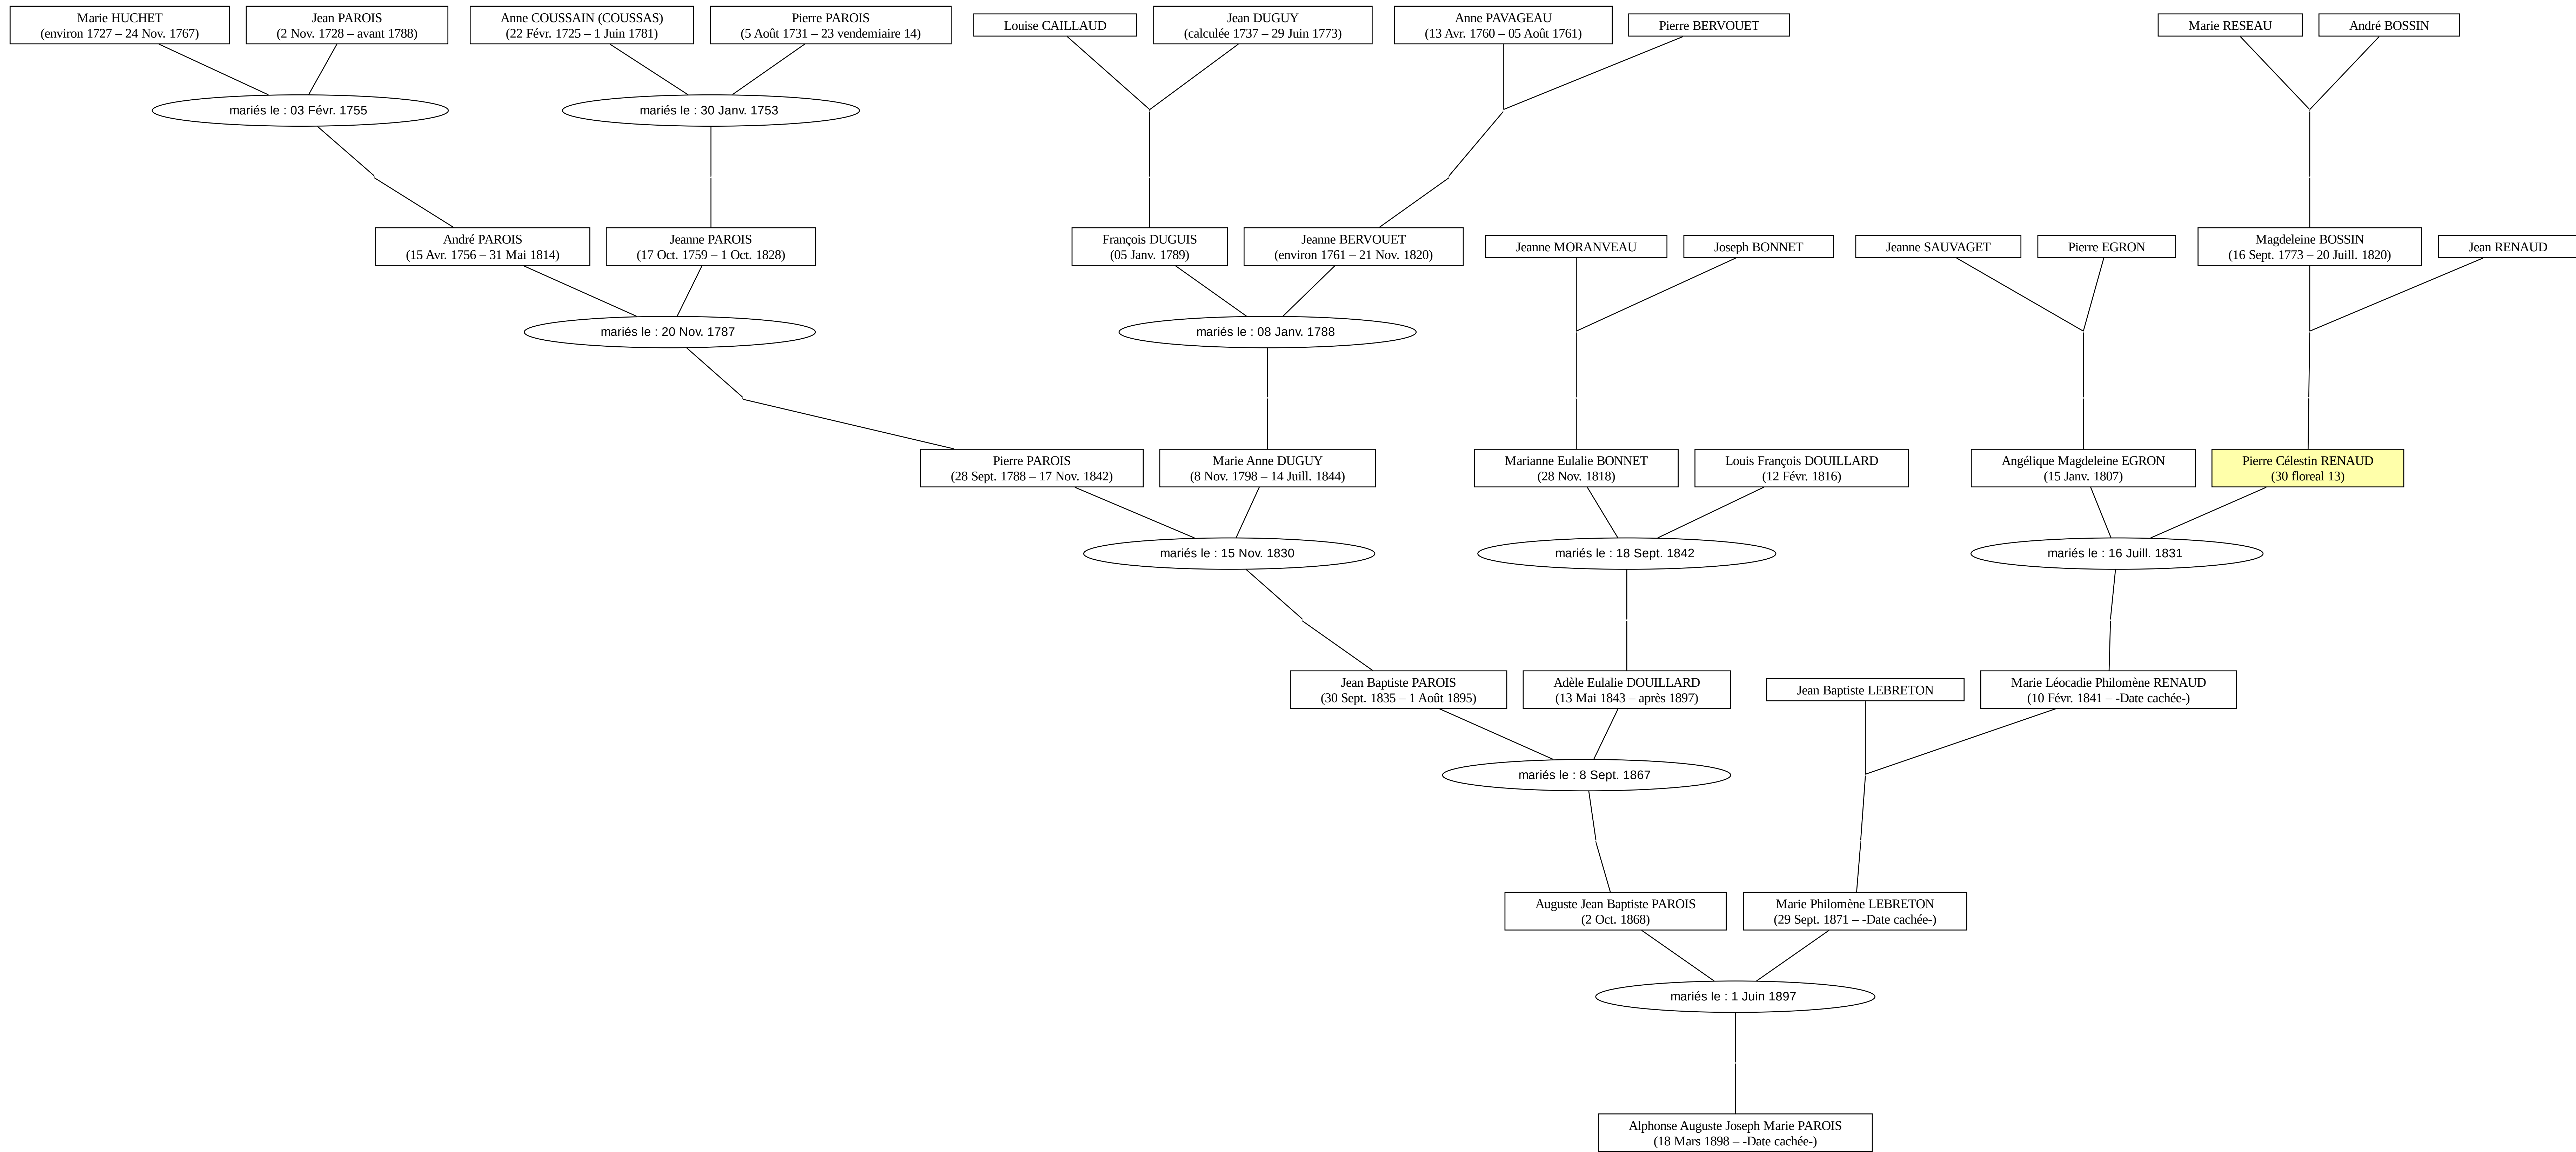 Marie HUCHET
(environ 1727 – 24 Nov. 1767)
Jean PAROIS
(2 Nov. 1728 – avant 1788)
Anne COUSSAIN (COUSSAS)
(22 Févr. 1725 – 1 Juin 1781)
Pierre PAROIS
(5 Août 1731 – 23 vendemiaire 14)
Louise CAILLAUD
Jean DUGUY
(calculée 1737 – 29 Juin 1773)
Anne PAVAGEAU
(13 Avr. 1760 – 05 Août 1761)
Pierre BERVOUET
Marie RESEAU
André BOSSIN
mariés le : 03 Févr. 1755
mariés le : 30 Janv. 1753
André PAROIS
(15 Avr. 1756 – 31 Mai 1814)
Jeanne PAROIS
(17 Oct. 1759 – 1 Oct. 1828)
François DUGUIS
(05 Janv. 1789)
Jeanne BERVOUET
(environ 1761 – 21 Nov. 1820)
Jeanne MORANVEAU
Joseph BONNET
Jeanne SAUVAGET
Pierre EGRON
Magdeleine BOSSIN
(16 Sept. 1773 – 20 Juill. 1820)
Jean RENAUD
mariés le : 20 Nov. 1787
mariés le : 08 Janv. 1788
Pierre PAROIS
(28 Sept. 1788 – 17 Nov. 1842)
Marie Anne DUGUY
(8 Nov. 1798 – 14 Juill. 1844)
Marianne Eulalie BONNET
(28 Nov. 1818)
Louis François DOUILLARD
(12 Févr. 1816)
Angélique Magdeleine EGRON
(15 Janv. 1807)
Pierre Célestin RENAUD
(30 floreal 13)
mariés le : 15 Nov. 1830
mariés le : 18 Sept. 1842
mariés le : 16 Juill. 1831
Jean Baptiste PAROIS
(30 Sept. 1835 – 1 Août 1895)
Adèle Eulalie DOUILLARD
(13 Mai 1843 – après 1897)
Jean Baptiste LEBRETON
Marie Léocadie Philomène RENAUD
(10 Févr. 1841 – -Date cachée-)
mariés le : 8 Sept. 1867
Auguste Jean Baptiste PAROIS
(2 Oct. 1868)
Marie Philomène LEBRETON
(29 Sept. 1871 – -Date cachée-)
mariés le : 1 Juin 1897
Alphonse Auguste Joseph Marie PAROIS
(18 Mars 1898 – -Date cachée-)